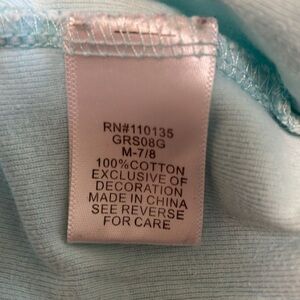 RN#110135
GRS08G
M-7/8
100%COTTON
EXCLUSIVE OF
DECORATION
MADE IN CHINA
SEE REVERSE
FOR CARE